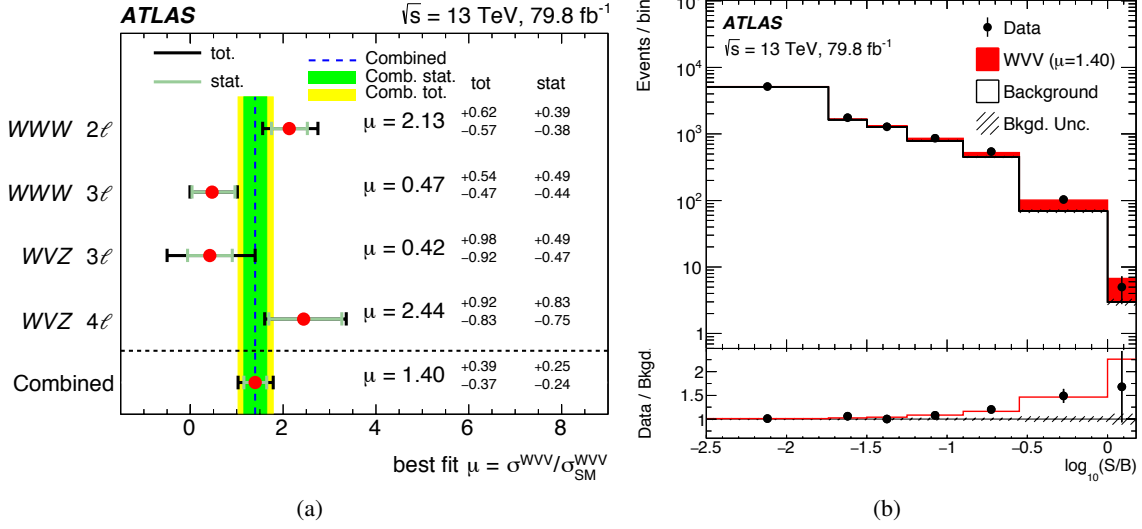 ATLAS √s = 13 TeV, 79.8 fb⁻¹
tot.
stat.
Combined
Comb. stat.
Comb. tot.
tot stat
WWW 2ℓ μ = 2.13 +0.62 −0.57 +0.39 −0.38
WWW 3ℓ μ = 0.47 +0.54 −0.47 +0.49 −0.44
WVZ 3ℓ μ = 0.42 +0.98 −0.92 +0.49 −0.47
WVZ 4ℓ μ = 2.44 +0.92 −0.83 +0.83 −0.75
Combined μ = 1.40 +0.39 −0.37 +0.25 −0.24
0 2 4 6 8
best fit μ = σ^WVV/σ_SM^WVV
(a)
Events / bin
10⁵
10⁴
10³
10²
10
1
ATLAS
√s = 13 TeV, 79.8 fb⁻¹
Data
WVV (μ=1.40)
Background
Bkgd. Unc.
Data / Bkgd.
2
1.5
1
−2.5 −2 −1.5 −1 −0.5 0
log₁₀(S/B)
(b)